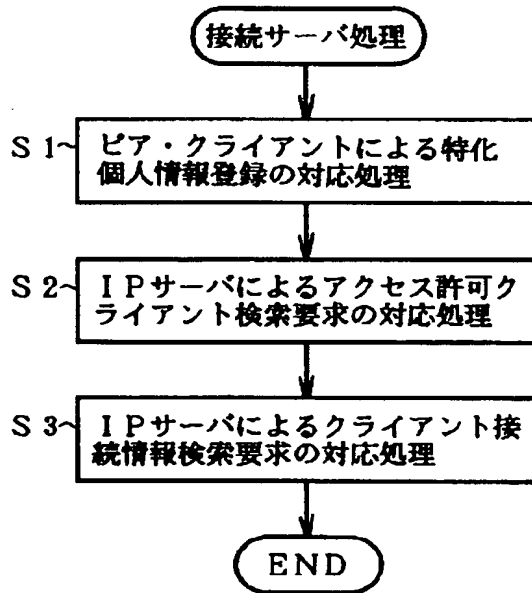 接続サーバ処理
S1~ ピア・クライアントによる特化
個人情報登録の対応処理
S2~ IPサーバによるアクセス許可ク
ライアント検索要求の対応処理
S3~ IPサーバによるクライアント接
続情報検索要求の対応処理
END